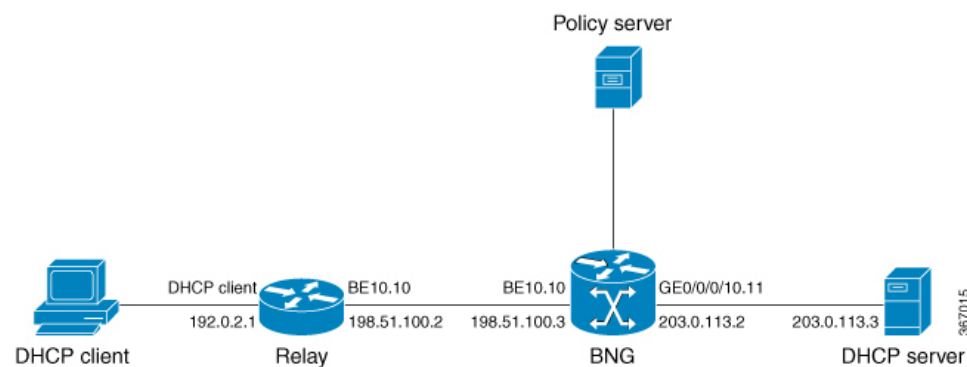 Policy server
DHCP client
BE10.10
BE10.10
GE0/0/0/10.11
192.0.2.1
198.51.100.2
198.51.100.3
203.0.113.2
203.0.113.3
DHCP client
Relay
BNG
DHCP server
367015